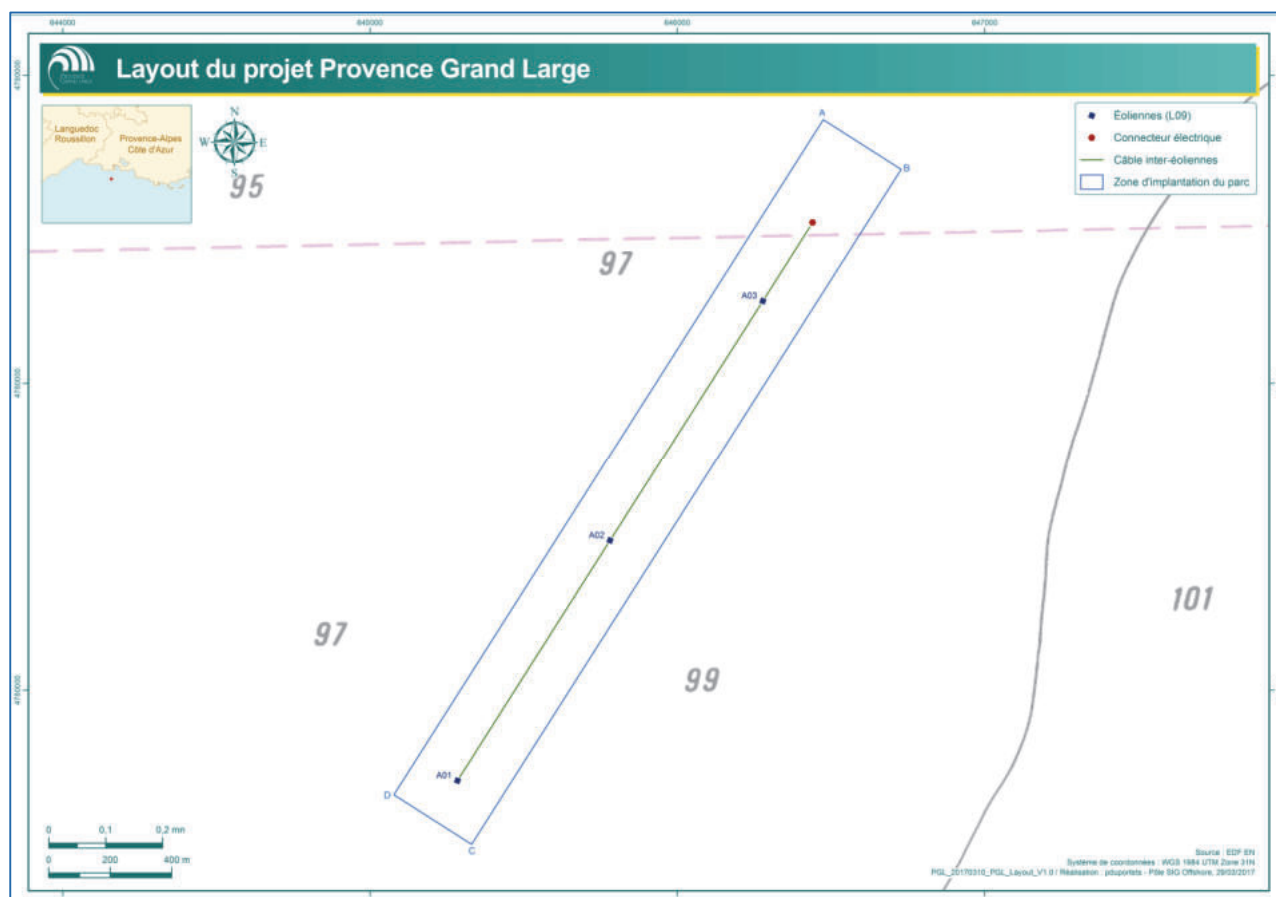 644000
645000
646000
647000
Layout du projet Provence Grand Large
Languedoc
Roussillon
Provence-Alpes
Côte d'Azur
N
W
E
S
Éoliennes (L09)
Connecteur électrique
Câble inter-éoliennes
Zone d'implantation du parc
A
B
95
97
A03
A02
101
97
99
A01
D
C
0
0,1
0,2 mn
0
200
400 m
Source : EDF EN
Système de coordonnées : WGS 1984 UTM Zone 31N
PGL_20170310_PGL_Layout_V1.0 / Réalisation : pduportets - Pôle SIG Offshore, 29/03/2017